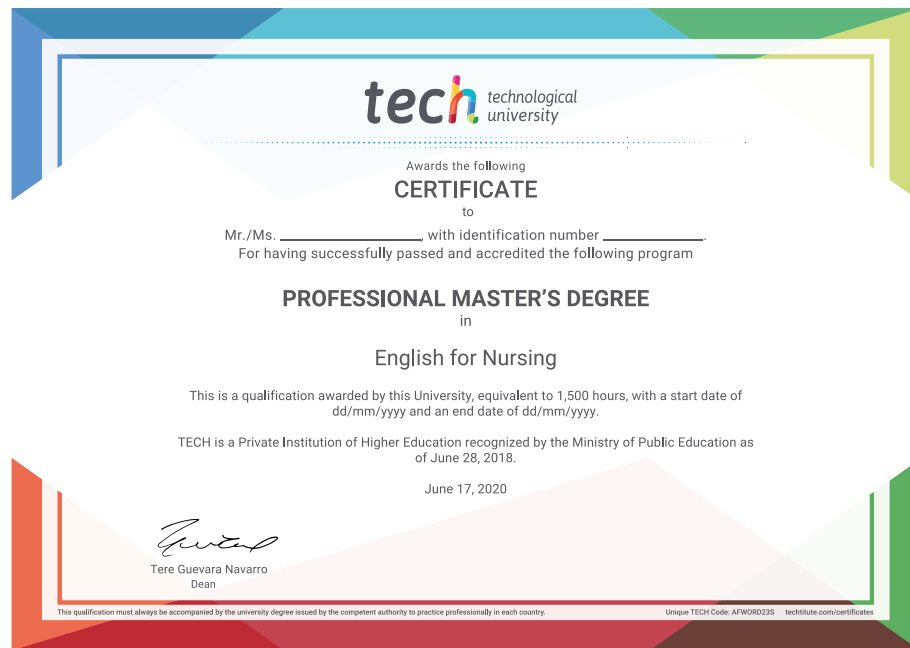 tech technological
university
Awards the following
CERTIFICATE
to
Mr./Ms. ____________________, with identification number ______________.
For having successfully passed and accredited the following program
PROFESSIONAL MASTER'S DEGREE
in
English for Nursing
This is a qualification awarded by this University, equivalent to 1,500 hours, with a start date of
dd/mm/yyyy and an end date of dd/mm/yyyy.
TECH is a Private Institution of Higher Education recognized by the Ministry of Public Education as
of June 28, 2018.
June 17, 2020
Tere Guevara Navarro
Dean
This qualification must always be accompanied by the university degree issued by the competent authority to practice professionally in each country. Unique TECH Code: AFWORD23S techtitute.com/certificates